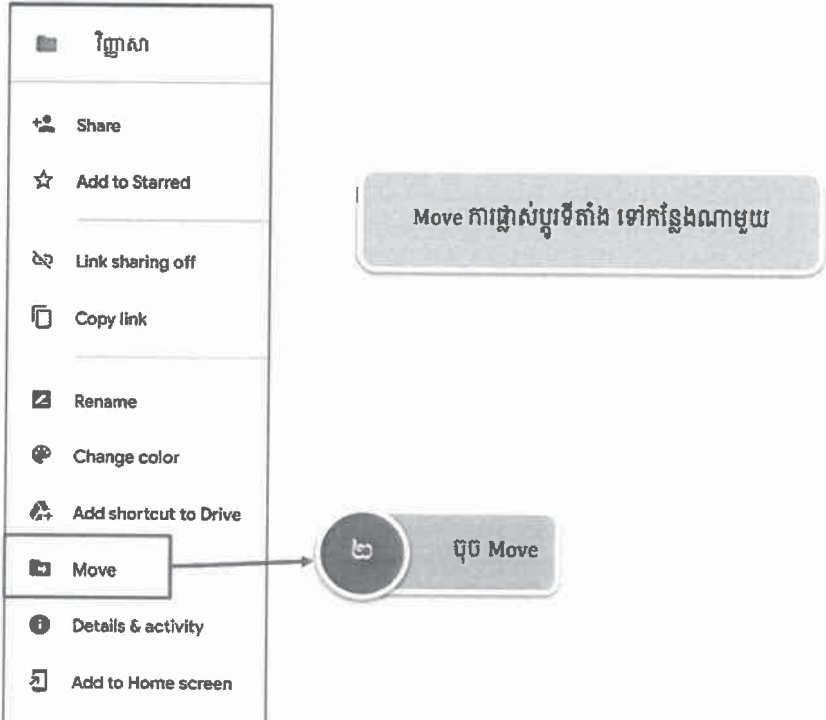 វិញ្ញាសា
Share
Add to Starred
Move ការផ្លាស់ប្តូរទីតាំង ទៅកន្លែងណាមួយ
Link sharing off
Copy link
Rename
Change color
Add shortcut to Drive
២
ប៊ុច Move
Move
Details & activity
Add to Home screen